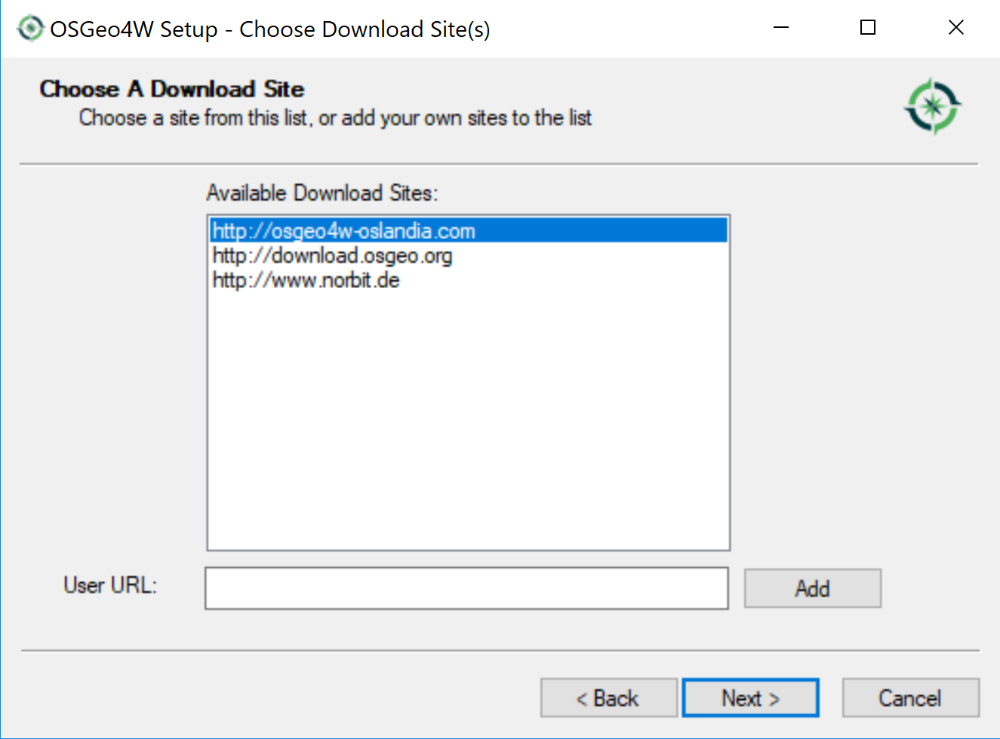 OSGeo4W Setup - Choose Download Site(s)
Choose A Download Site
Choose a site from this list, or add your own sites to the list
Available Download Sites:
http://osgeo4w-oslandia.com
http://download.osgeo.org
http://www.norbit.de
User URL:
Add
< Back
Next >
Cancel